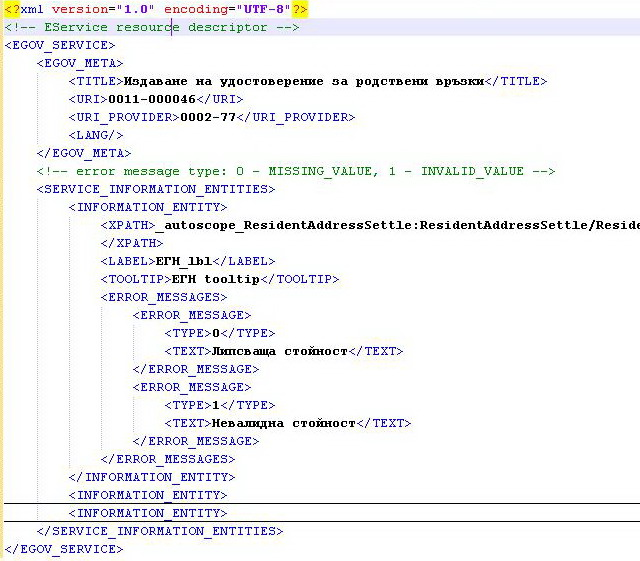 <?xml version="1.0" encoding="UTF-8"?>
<!-- EService resource descriptor -->
<EGOV_SERVICE>
<EGOV_META>
<TITLE>Издаване на удостоверение за родствени връзки</TITLE>
<URI>0011-000046</URI>
<URI_PROVIDER>0002-77</URI_PROVIDER>
<LANG/>
</EGOV_META>
<!-- error message type: 0 - MISSING_VALUE, 1 - INVALID_VALUE -->
<SERVICE_INFORMATION_ENTITIES>
<INFORMATION_ENTITY>
<XPATH>_autoscope_ResidentAddressSettle:ResidentAddressSettle/Reside
</XPATH>
<LABEL>ЕГН_lbl</LABEL>
<TOOLTIP>ЕГН tooltip</TOOLTIP>
<ERROR_MESSAGES>
<ERROR_MESSAGE>
<TYPE>0</TYPE>
<TEXT>Липсваща стойност</TEXT>
</ERROR_MESSAGE>
<ERROR_MESSAGE>
<TYPE>1</TYPE>
<TEXT>Невалидна стойност</TEXT>
</ERROR_MESSAGE>
</ERROR_MESSAGES>
</INFORMATION_ENTITY>
<INFORMATION_ENTITY>
<INFORMATION_ENTITY>
</SERVICE_INFORMATION_ENTITIES>
</EGOV_SERVICE>